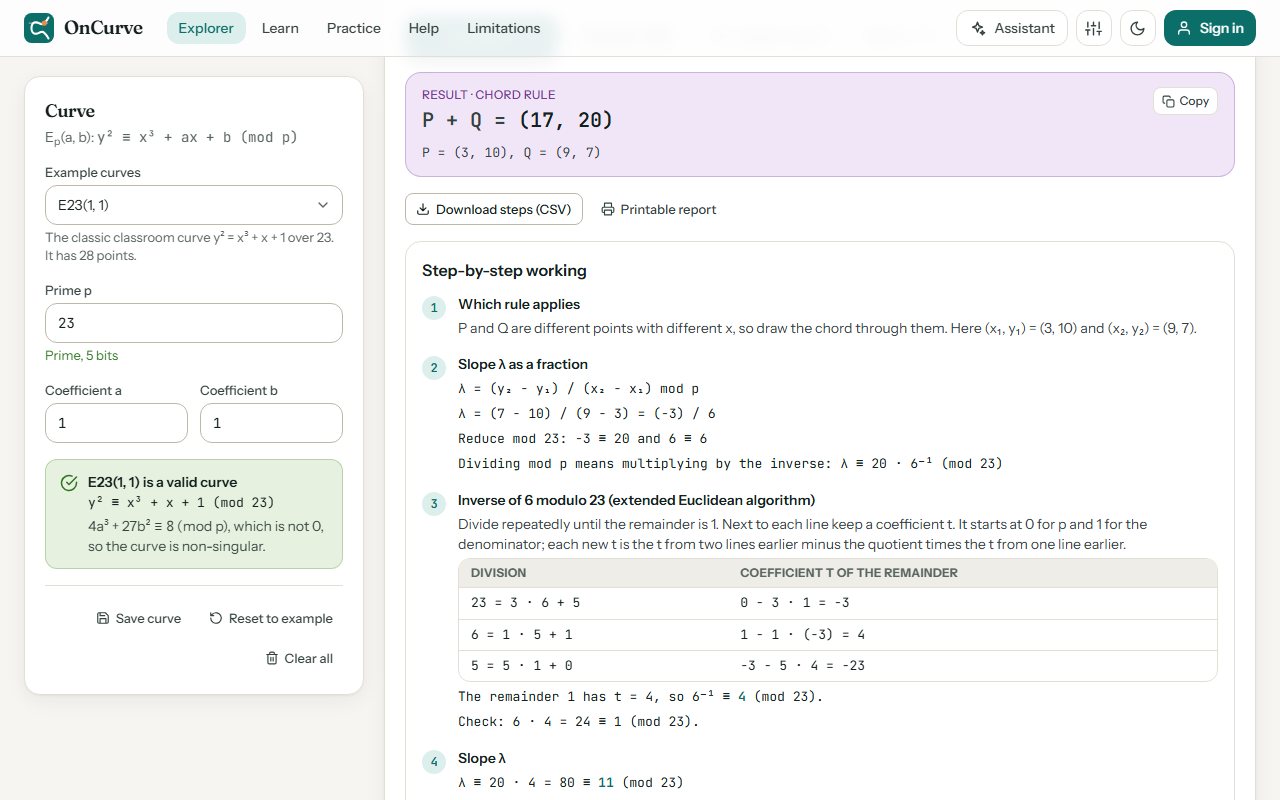 OnCurve
Explorer
Learn
Practice
Help
Limitations
Assistant
Sign in
Curve
Eₚ(a, b): y² ≡ x³ + ax + b (mod p)
Example curves
E23(1, 1)
The classic classroom curve y² = x³ + x + 1 over 23.
It has 28 points.
Prime p
23
Prime, 5 bits
Coefficient a
Coefficient b
1
1
E23(1, 1) is a valid curve
y² ≡ x³ + x + 1 (mod 23)
4a³ + 27b² ≡ 8 (mod p), which is not 0,
so the curve is non-singular.
Save curve
Reset to example
Clear all
RESULT · CHORD RULE
P + Q = (17, 20)
P = (3, 10), Q = (9, 7)
Copy
Download steps (CSV)
Printable report
Step-by-step working
1
Which rule applies
P and Q are different points with different x, so draw the chord through them. Here (x₁, y₁) = (3, 10) and (x₂, y₂) = (9, 7).
2
Slope λ as a fraction
λ = (y₂ - y₁) / (x₂ - x₁) mod p
λ = (7 - 10) / (9 - 3) = (-3) / 6
Reduce mod 23: -3 ≡ 20 and 6 ≡ 6
Dividing mod p means multiplying by the inverse: λ ≡ 20 · 6⁻¹ (mod 23)
3
Inverse of 6 modulo 23 (extended Euclidean algorithm)
Divide repeatedly until the remainder is 1. Next to each line keep a coefficient t. It starts at 0 for p and 1 for the
denominator; each new t is the t from two lines earlier minus the quotient times the t from one line earlier.
DIVISION
COEFFICIENT T OF THE REMAINDER
23 = 3 · 6 + 5
0 - 3 · 1 = -3
6 = 1 · 5 + 1
1 - 1 · (-3) = 4
5 = 5 · 1 + 0
-3 - 5 · 4 = -23
The remainder 1 has t = 4, so 6⁻¹ ≡ 4 (mod 23).
Check: 6 · 4 = 24 ≡ 1 (mod 23).
4
Slope λ
λ ≡ 20 · 4 = 80 ≡ 11 (mod 23)